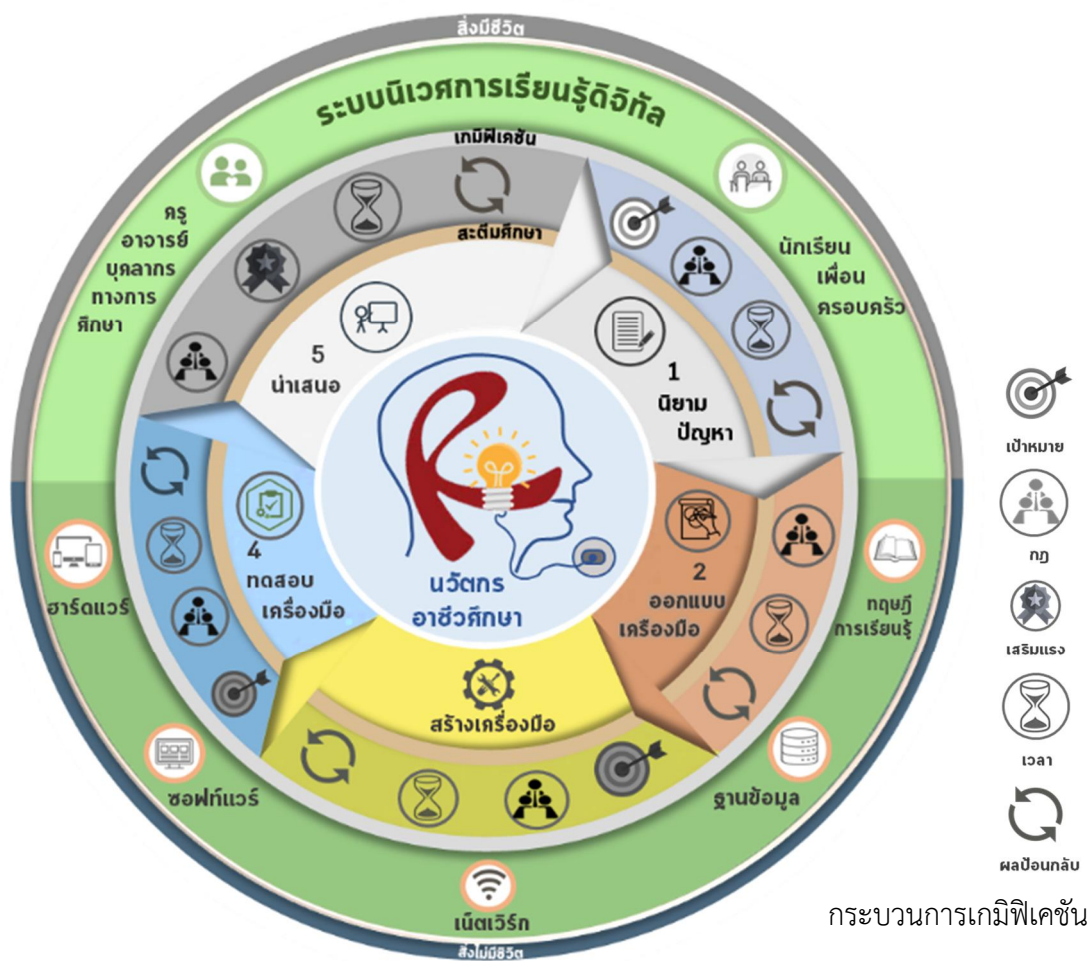 สิ่งมีชีวิต
ระบบนิเวศการเรียนรู้ดิจิทัล
เกมิฟิเคชัน
สะตีมศึกษา
ครู
อาจารย์
บุคลากร
ทางการ
ศึกษา
นักเรียน
เพื่อน
ครอบครัว
5
นำเสนอ
1
นิยาม
ปัญหา
4
ทดสอบ
เครื่องมือ
2
ออกแบบ
เครื่องมือ
นวัตกร
อาชีวศึกษา
สร้างเครื่องมือ
ฮาร์ดแวร์
ทฤษฎี
การเรียนรู้
ซอฟท์แวร์
ฐานข้อมูล
เน็ตเวิร์ก
สิ่งไม่มีชีวิต
เป้าหมาย
กฎ
เสริมแรง
เวลา
ผลป้อนกลับ
กระบวนการเกมิฟิเคชัน